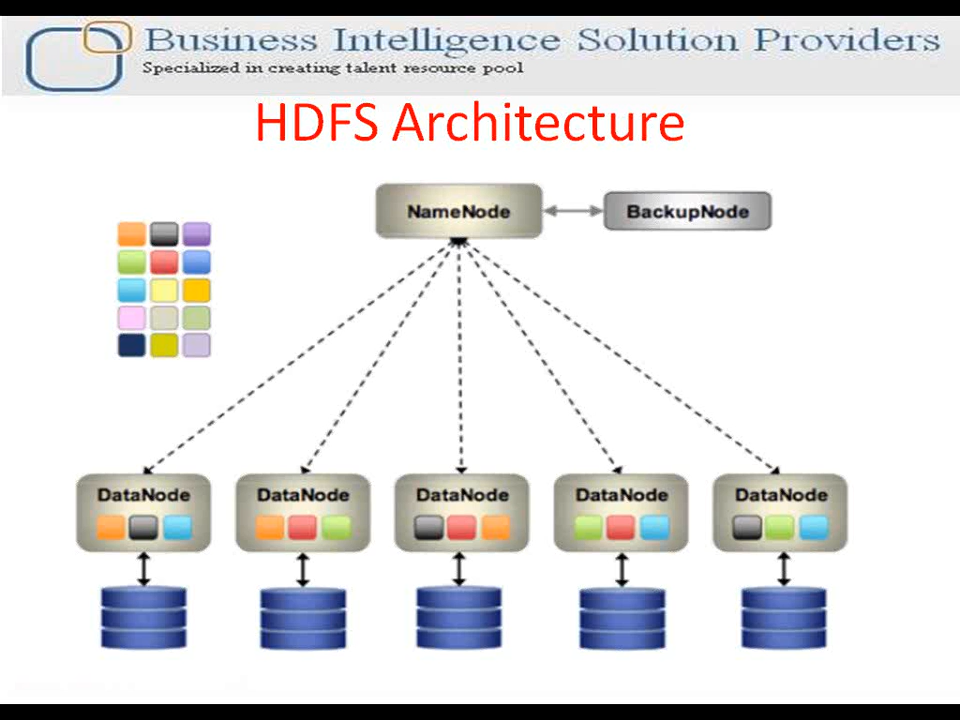 Business Intelligence Solution Providers
Specialized in creating talent resource pool
HDFS Architecture
NameNode
BackupNode
DataNode
DataNode
DataNode
DataNode
DataNode